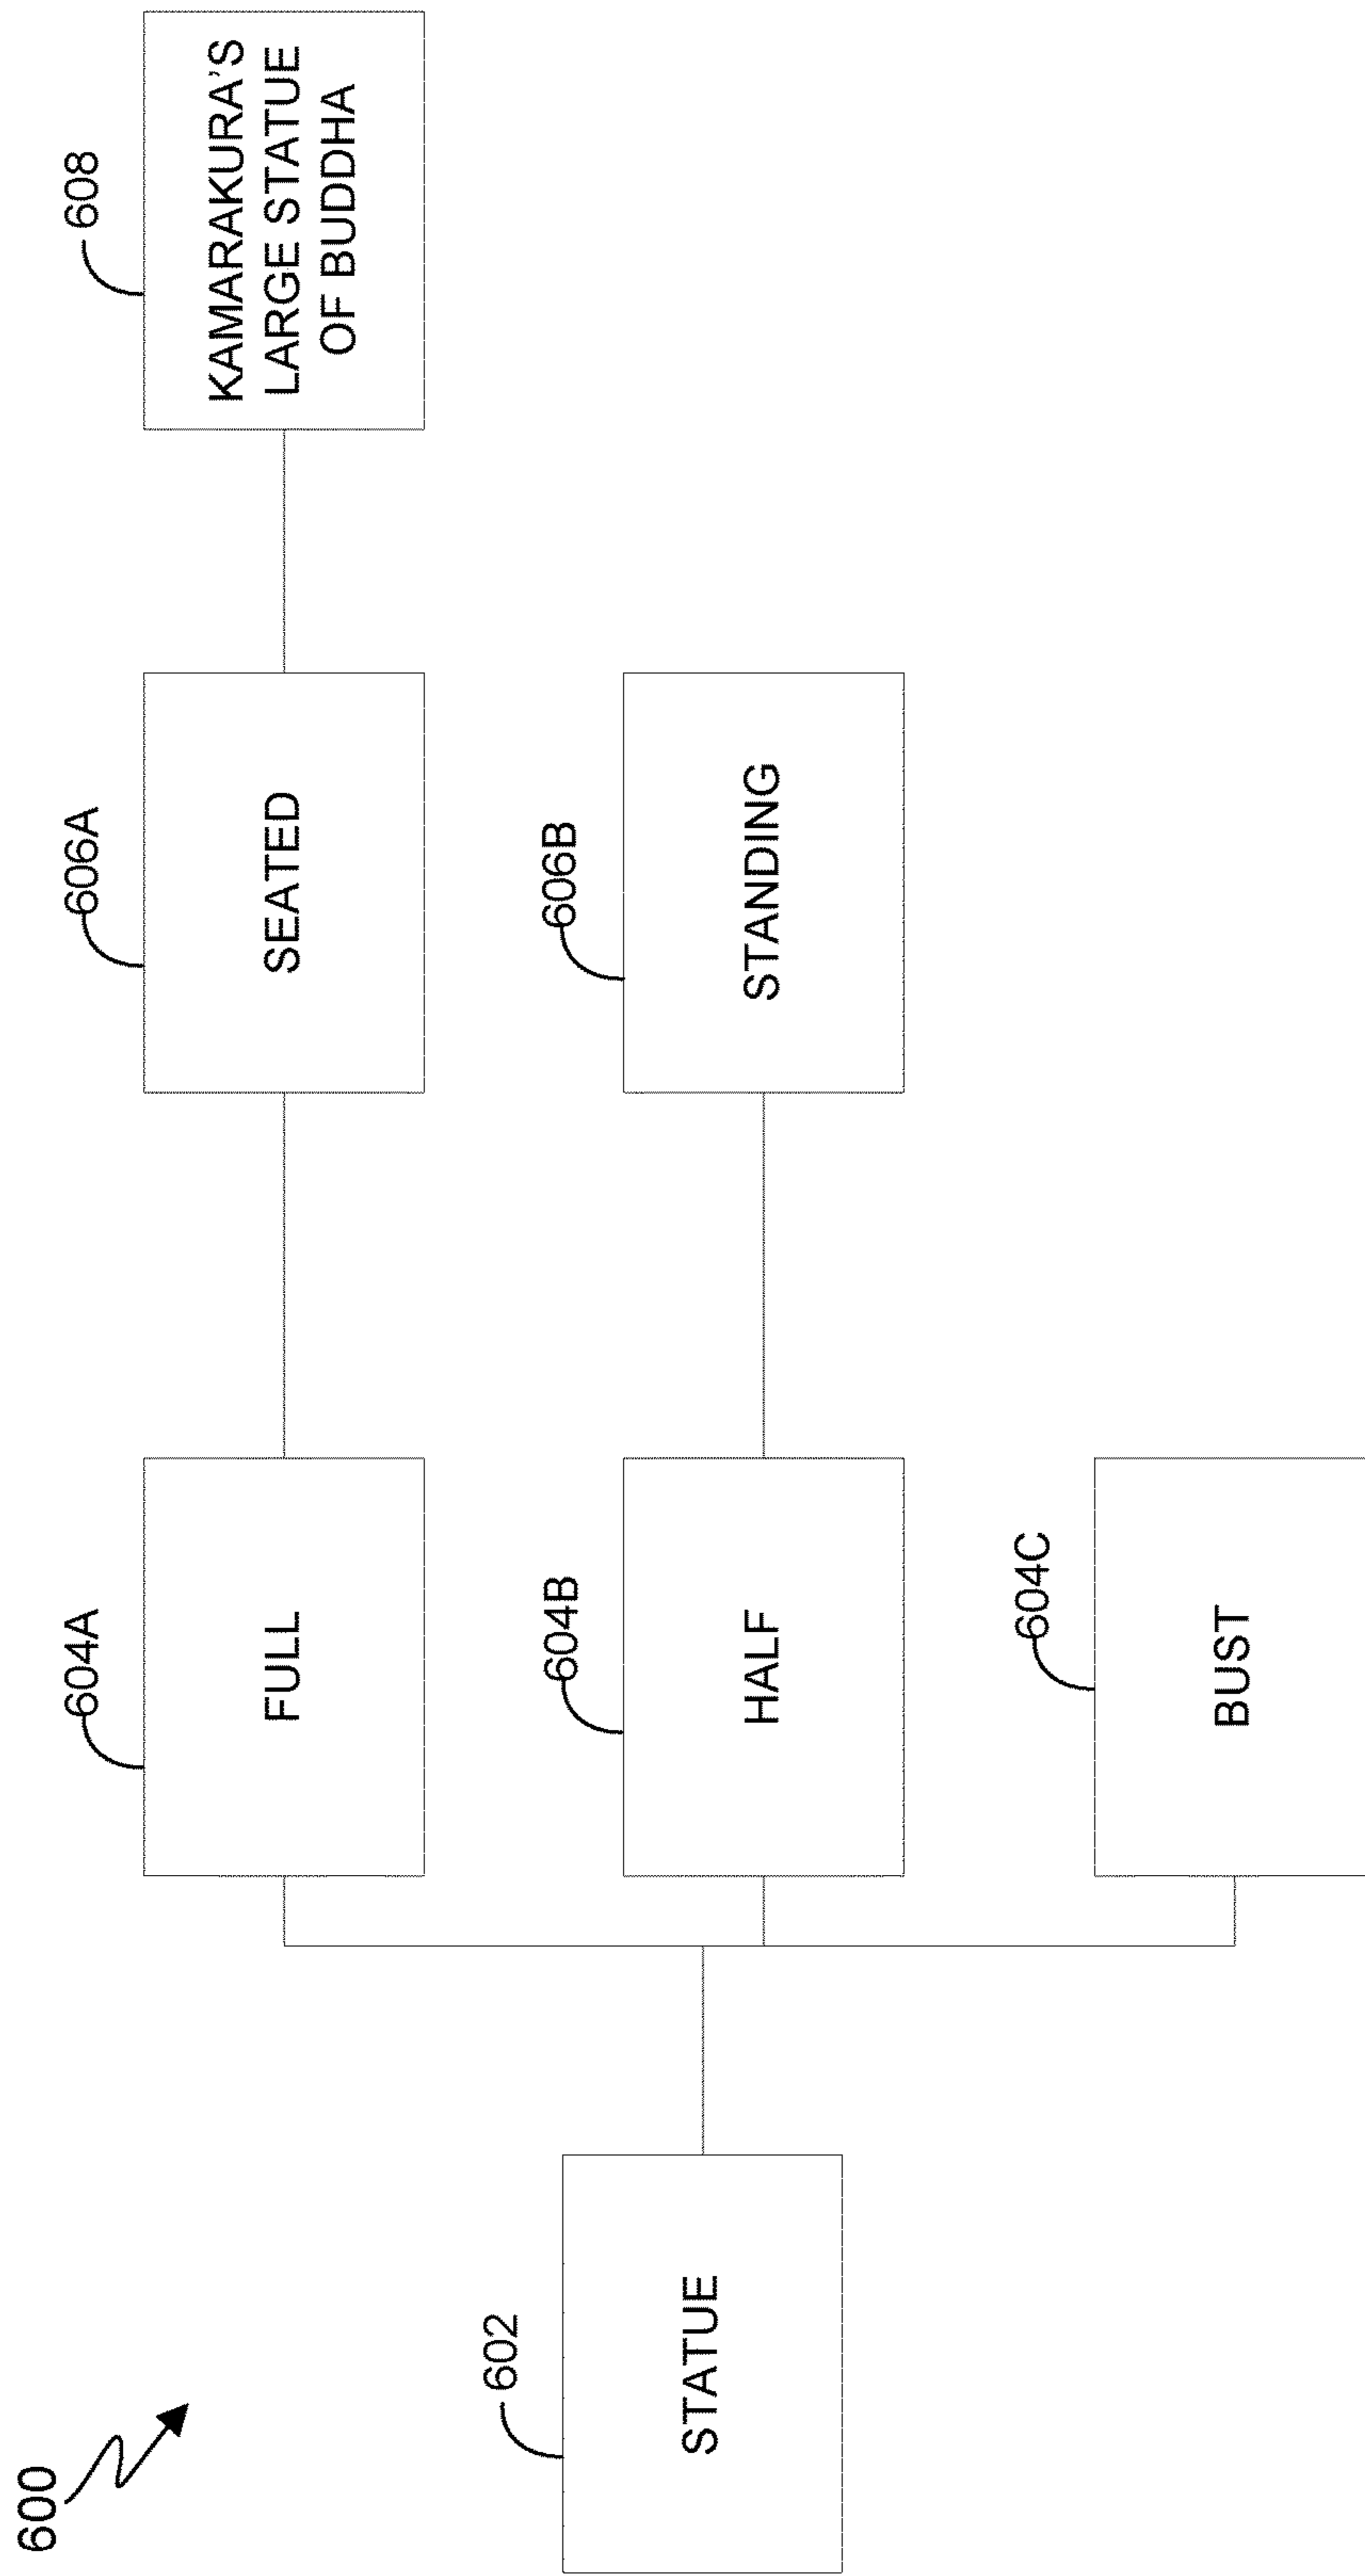 600
602
STATUE
604A
FULL
604B
HALF
604C
BUST
606A
SEATED
606B
STANDING
608
KAMARAKURA'S
LARGE STATUE
OF BUDDHA